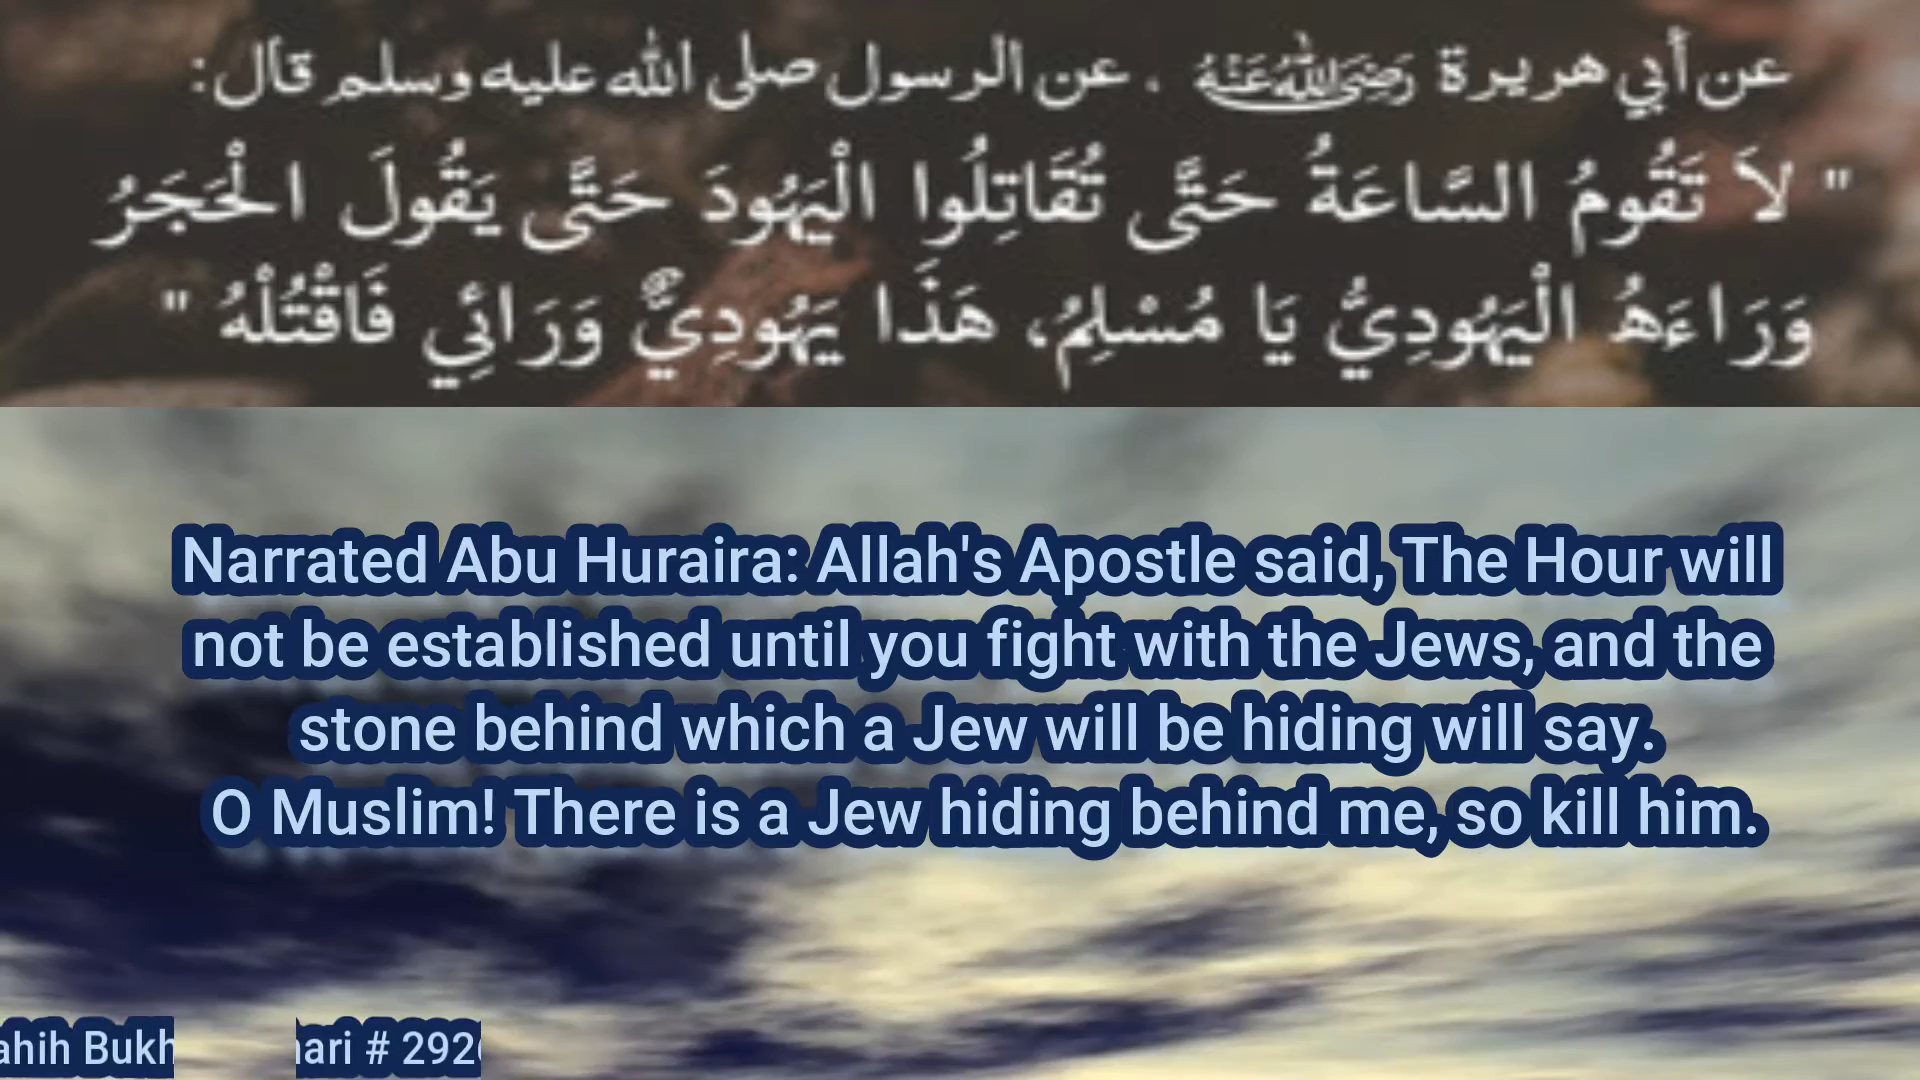 عن أبي هريرة رَضِيَ اللهُ عَنْهُ ، عن الرسول صلى الله عليه وسلم قال:
" لاَ تَقُومُ السَّاعَةُ حَتَّى تُقَاتِلُوا الْيَهُودَ حَتَّى يَقُولَ الْحَجَرُ
وَرَاءَهُ الْيَهُودِيُّ يَا مُسْلِمُ، هَذَا يَهُودِيٌّ وَرَائِي فَاقْتُلْهُ "
Narrated Abu Huraira: Allah's Apostle said, The Hour will
not be established until you fight with the Jews, and the
stone behind which a Jew will be hiding will say.
O Muslim! There is a Jew hiding behind me, so kill him.
ahih Bukh hari # 292